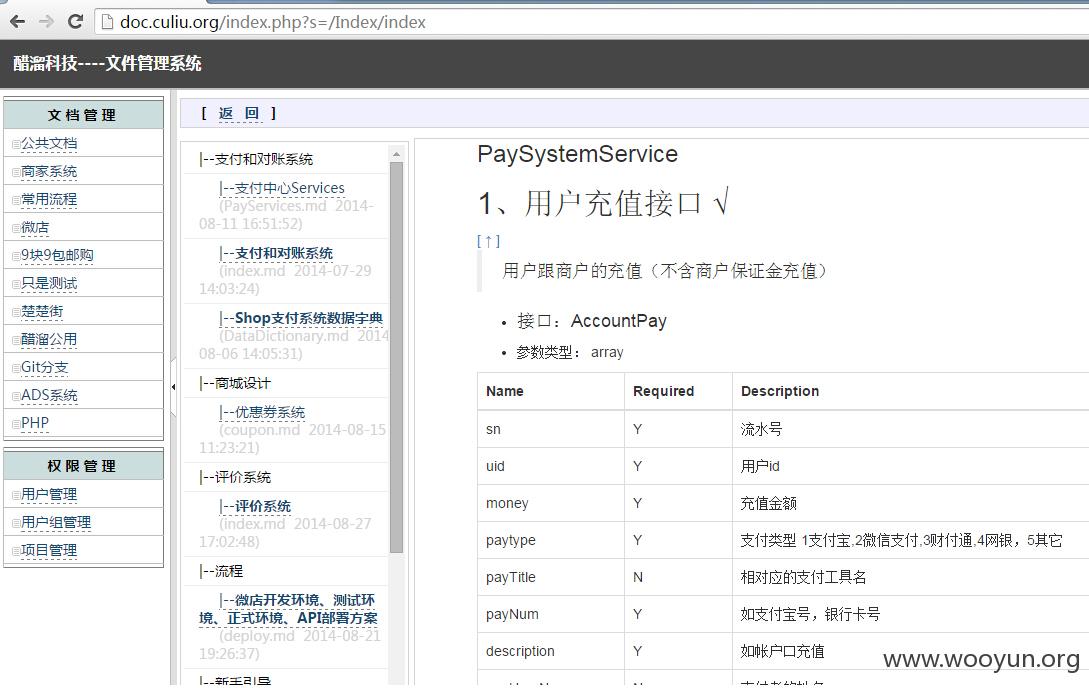 doc.culiu.org/index.php?s=/Index/index
醋溜科技----文件管理系统
文档管理
公共文档
商家系统
常用流程
微店
9块9包邮购
只是测试
楚楚街
醋溜公用
Git分支
ADS系统
PHP
权限管理
用户管理
用户组管理
项目管理
[ 返 回 ]
|--支付和对账系统
|--支付中心Services
(PayServices.md 2014-
08-11 16:51:52)
|--支付和对账系统
(index.md 2014-07-29
14:03:24)
|--Shop支付系统数据字典
(DataDictionary.md 2014
08-06 14:05:31)
|--商城设计
|--优惠券系统
(coupon.md 2014-08-15
11:23:21)
|--评价系统
|--评价系统
(index.md 2014-08-27
17:02:48)
|--流程
|--微店开发环境、测试环
境、正式环境、API部署方案
(deploy.md 2014-08-21
19:26:37)
|--新手引导
PaySystemService
1、用户充值接口 √
[↑]
用户跟商户的充值（不含商户保证金充值）
• 接口：AccountPay
• 参数类型： array
Name Required Description
sn Y 流水号
uid Y 用户id
money Y 充值金额
paytype Y 支付类型 1支付宝,2微信支付,3财付通,4网银，5其它
payTitle N 相对应的支付工具名
payNum Y 如支付宝号，银行卡号
description Y 如帐户口充值
www.wooyun.org